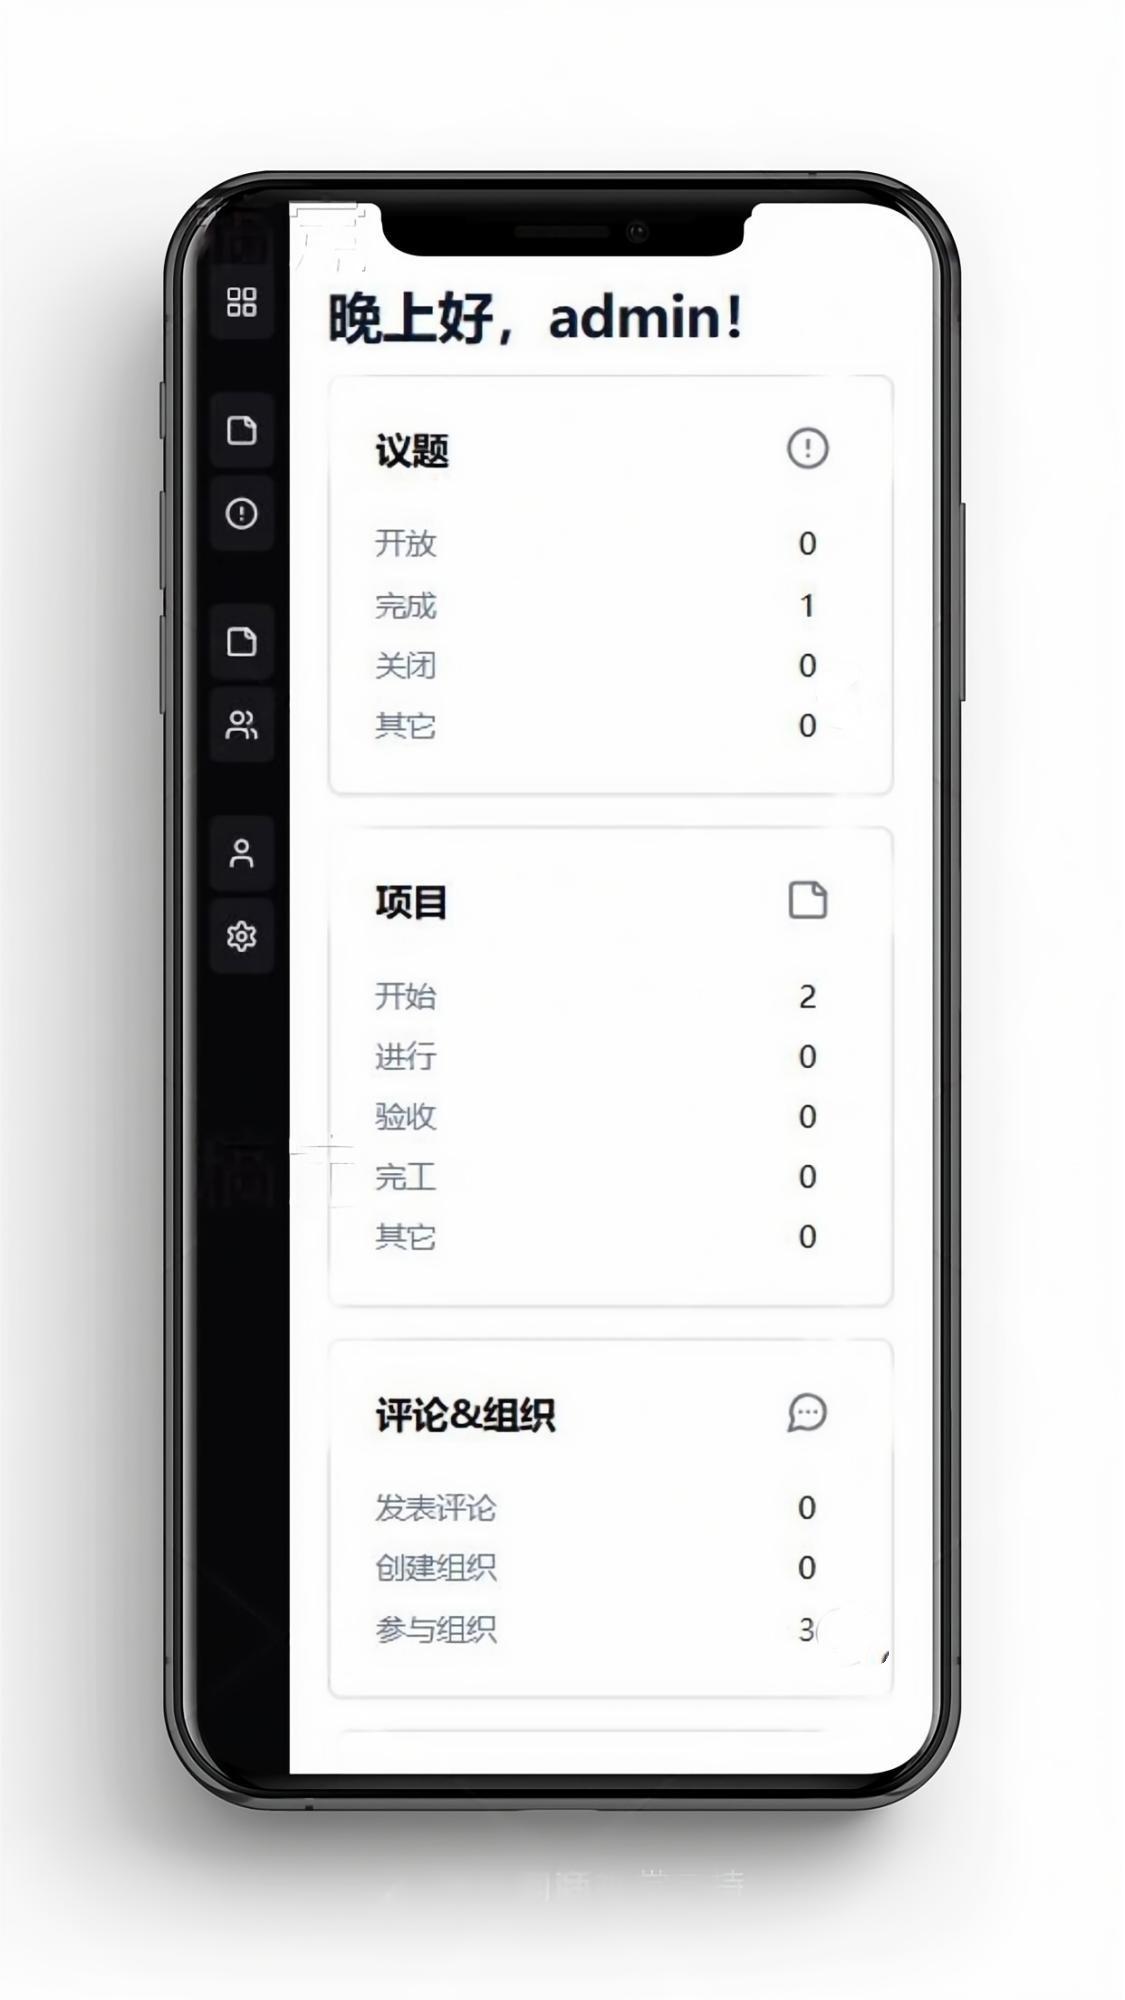 晚上好，admin！
议题
开放 0
完成 1
关闭 0
其它 0
项目
开始 2
进行 0
验收 0
完工 0
其它 0
评论&组织
发表评论 0
创建组织 0
参与组织 3